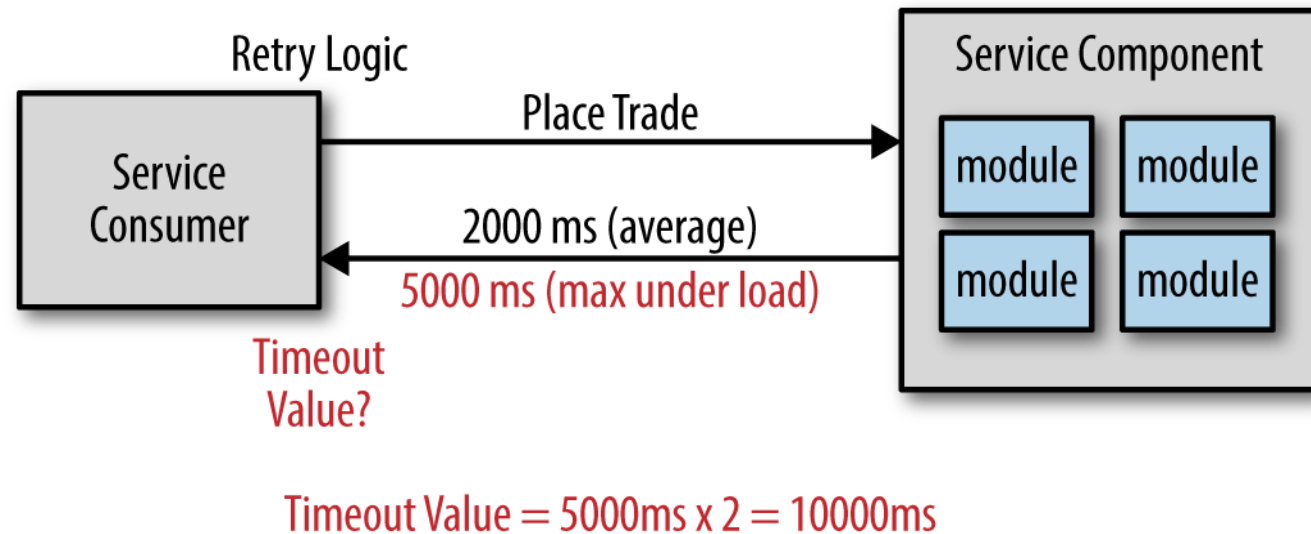 Retry Logic
Service Component
Place Trade
Service
Consumer
module module
2000 ms (average)
5000 ms (max under load)
module module
Timeout
Value?
Timeout Value = 5000ms x 2 = 10000ms